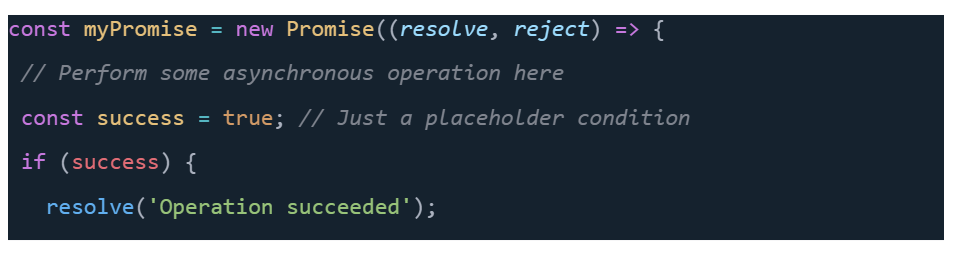 const myPromise = new Promise((resolve, reject) => {
// Perform some asynchronous operation here
const success = true; // Just a placeholder condition
if (success) {
resolve('Operation succeeded');